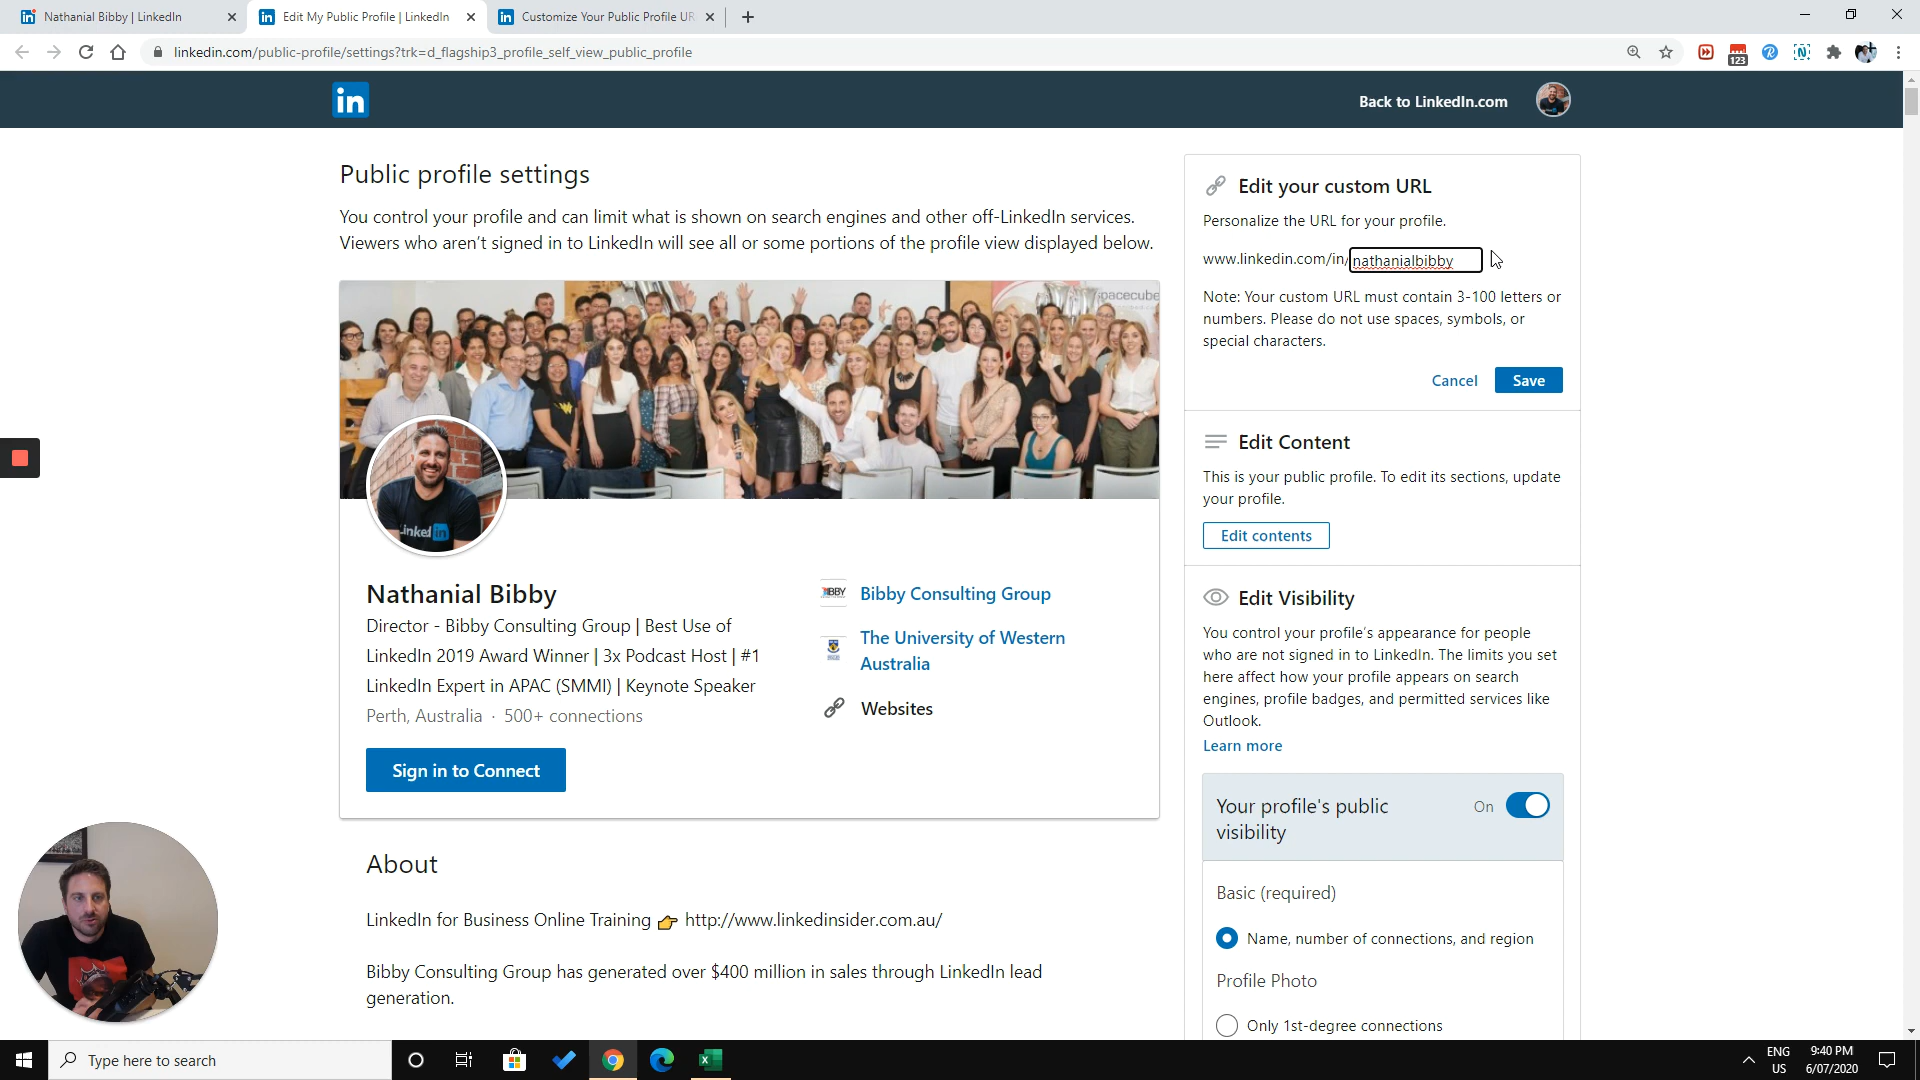 Nathanial Bibby | LinkedIn
Edit My Public Profile | LinkedIn
Customize Your Public Profile UR
linkedin.com/public-profile/settings?trk=d_flagship3_profile_self_view_public_profile
123
in
Back to LinkedIn.com
Public profile settings
You control your profile and can limit what is shown on search engines and other off-LinkedIn services.
Viewers who aren't signed in to LinkedIn will see all or some portions of the profile view displayed below.
pacecube
Linked in
Nathanial Bibby
Director - Bibby Consulting Group | Best Use of
LinkedIn 2019 Award Winner | 3x Podcast Host | #1
LinkedIn Expert in APAC (SMMI) | Keynote Speaker
Perth, Australia · 500+ connections
Sign in to Connect
Bibby Consulting Group
The University of Western
Australia
Websites
About
LinkedIn for Business Online Training 👉 http://www.linkedinsider.com.au/
Bibby Consulting Group has generated over $400 million in sales through LinkedIn lead
generation.
Edit your custom URL
Personalize the URL for your profile.
www.linkedin.com/in/nathanialbibby
Note: Your custom URL must contain 3-100 letters or
numbers. Please do not use spaces, symbols, or
special characters.
Cancel
Save
Edit Content
This is your public profile. To edit its sections, update
your profile.
Edit contents
Edit Visibility
You control your profile's appearance for people
who are not signed in to LinkedIn. The limits you set
here affect how your profile appears on search
engines, profile badges, and permitted services like
Outlook.
Learn more
Your profile's public
visibility
On
Basic (required)
Name, number of connections, and region
Profile Photo
Only 1st-degree connections
Type here to search
ENG
US
9:40 PM
6/07/2020